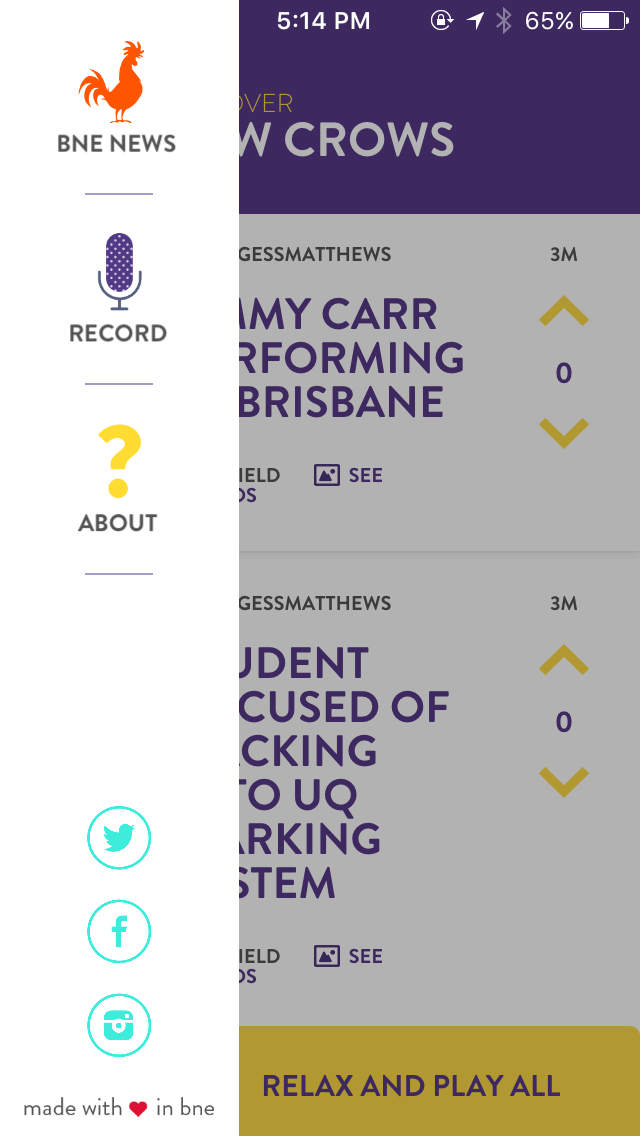 5:14 PM
65%
BNE NEWS
RECORD
ABOUT
made with in bne
OVER
W CROWS
GESSMATTHEWS
3M
MMY CARR
RFORMING
BRISBANE
0
IELD
OS
SEE
GESSMATTHEWS
3M
UDENT
CUSED OF
CKING
TO UQ
ARKING
STEM
0
IELD
OS
SEE
RELAX AND PLAY ALL